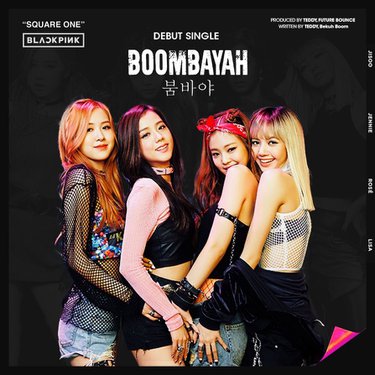 "SQUARE ONE"
BLACKPIИK
DEBUT SINGLE
BOOMBAYAH
붐바야
PRODUCED BY TEDDY, FUTURE BOUNCE
WRITTEN BY TEDDY, Bekuh Boom
JISOO
JENNIE
ROSÉ
LISA